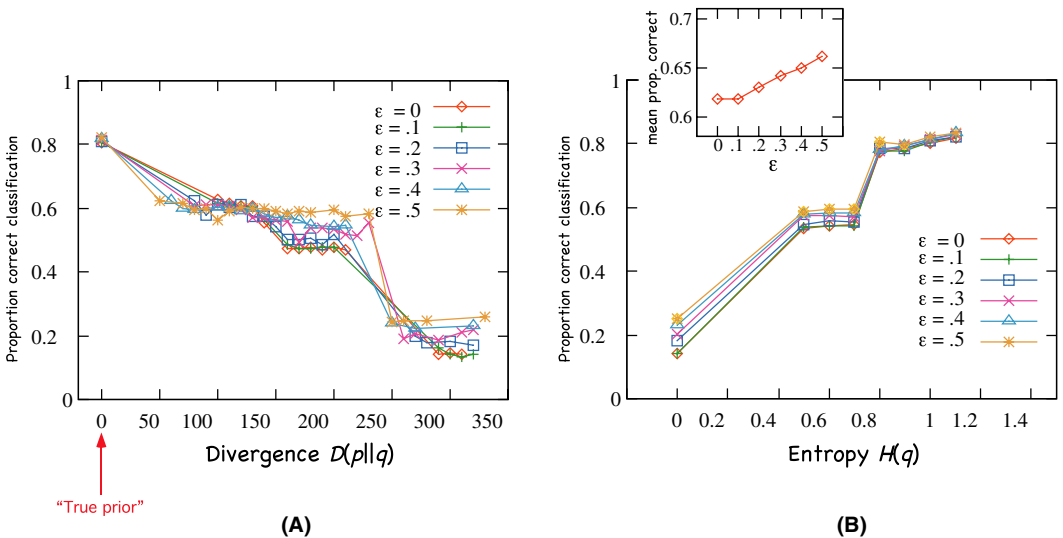 0.7
0.65
0.6
mean prop. correct
0 .1 .2 .3 .4 .5
ε
1
0.8
0.6
0.4
0.2
0
Proportion correct classification
ε = 0
ε = .1
ε = .2
ε = .3
ε = .4
ε = .5
0 50 100 150 200 250 300 350
Divergence D(p||q)
"True prior"
(A)
1
0.8
0.6
0.4
0.2
0
Proportion correct classification
ε = 0
ε = .1
ε = .2
ε = .3
ε = .4
ε = .5
0 0.2 0.4 0.6 0.8 1 1.2 1.4
Entropy H(q)
(B)